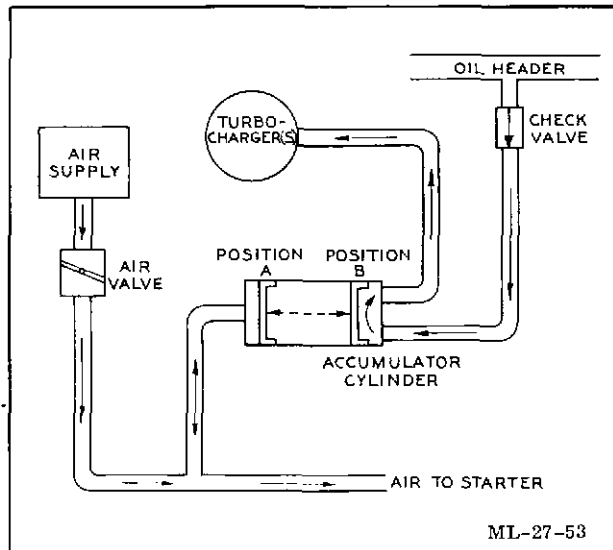 OIL HEADER
TURBO-
CHARGER(S)
CHECK
VALVE
AIR
SUPPLY
AIR
VALVE
POSITION
A
POSITION
B
ACCUMULATOR
CYLINDER
AIR TO STARTER
ML-27-53